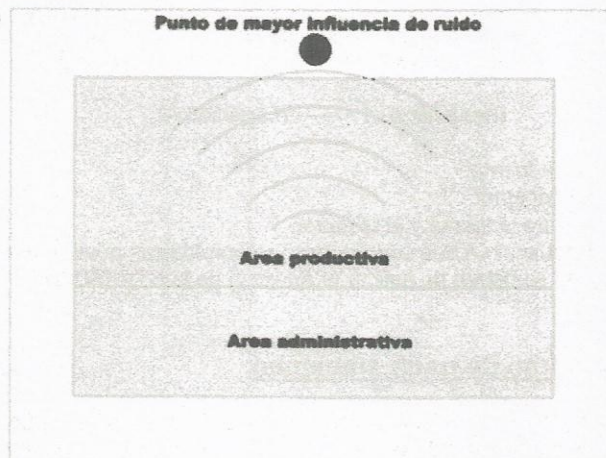 Punto de mayor influencia de ruido
Area productiva
Area administrativa